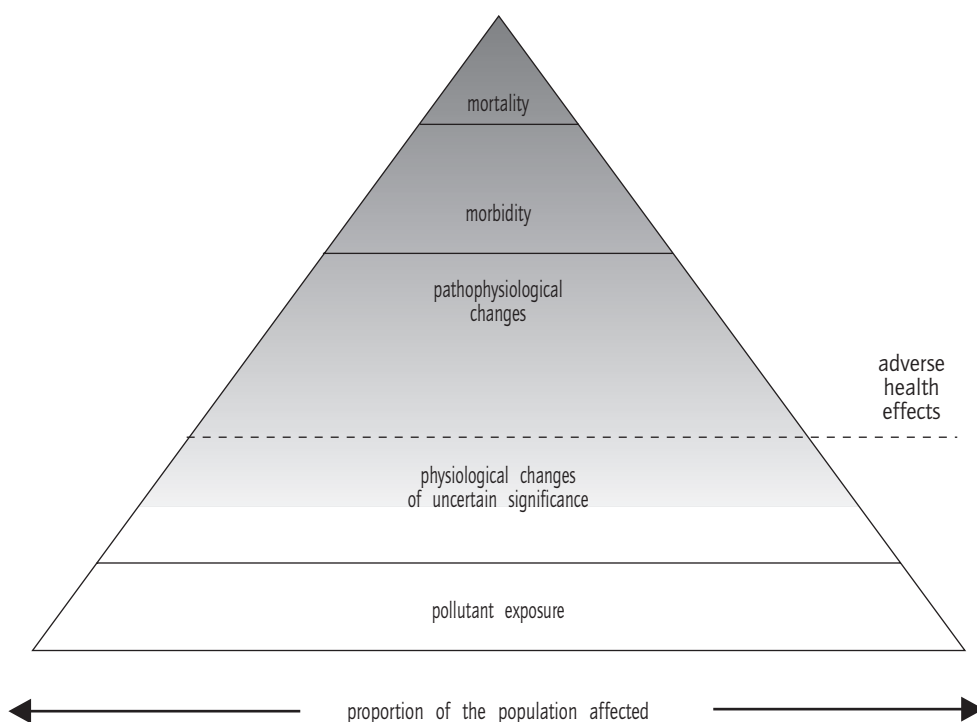 mortality
morbidity
pathophysiological
changes
adverse
health
effects
physiological changes
of uncertain significance
pollutant exposure
proportion of the population affected